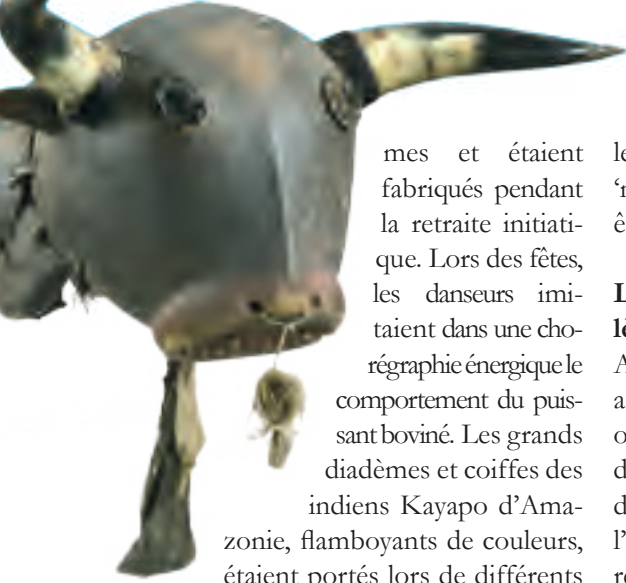 mes et étaient
fabriqués pendant
la retraite initiati-
que. Lors des fêtes,
les danseurs imi-
taient dans une cho-
régraphie énergique le
comportement du puis-
sant boviné. Les grands
diadèmes et coiffes des
indiens Kayapo d’Ama-
zonie, flamboyants de couleurs,
étaient portés lors de différents